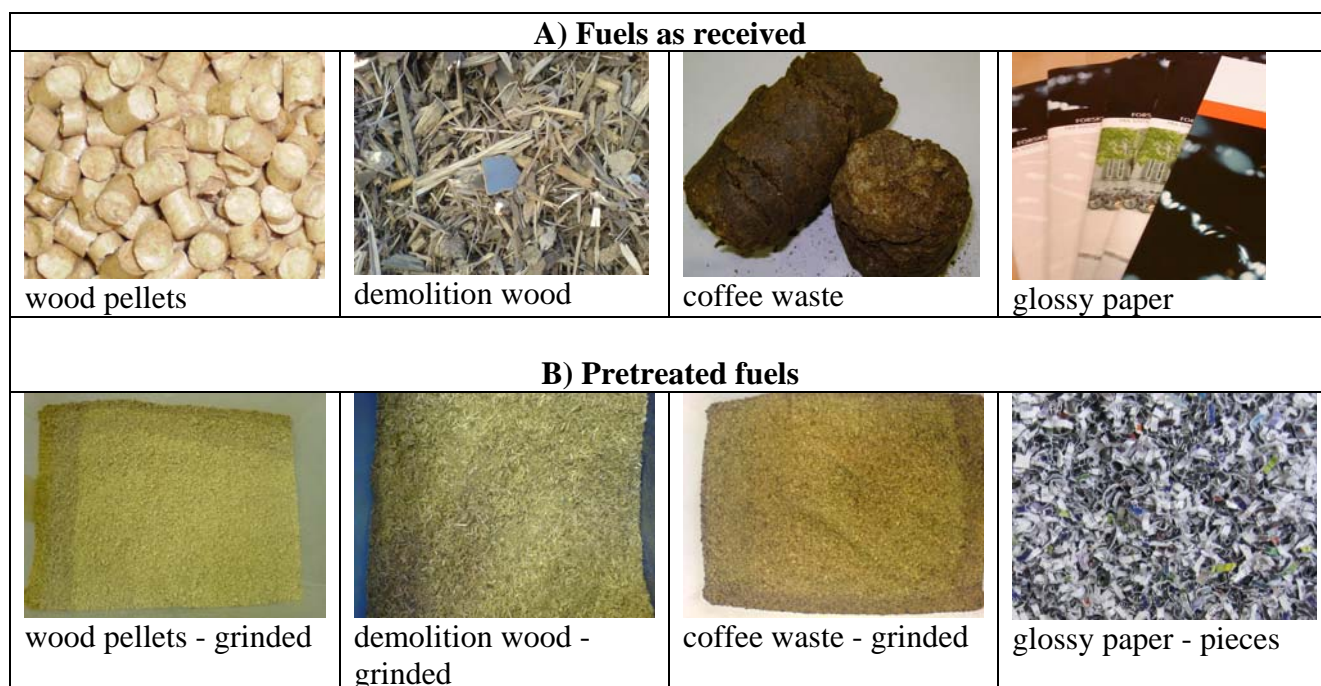 A) Fuels as received
wood pellets
demolition wood
coffee waste
glossy paper
B) Pretreated fuels
wood pellets - grinded
demolition wood -
grinded
coffee waste - grinded
glossy paper - pieces